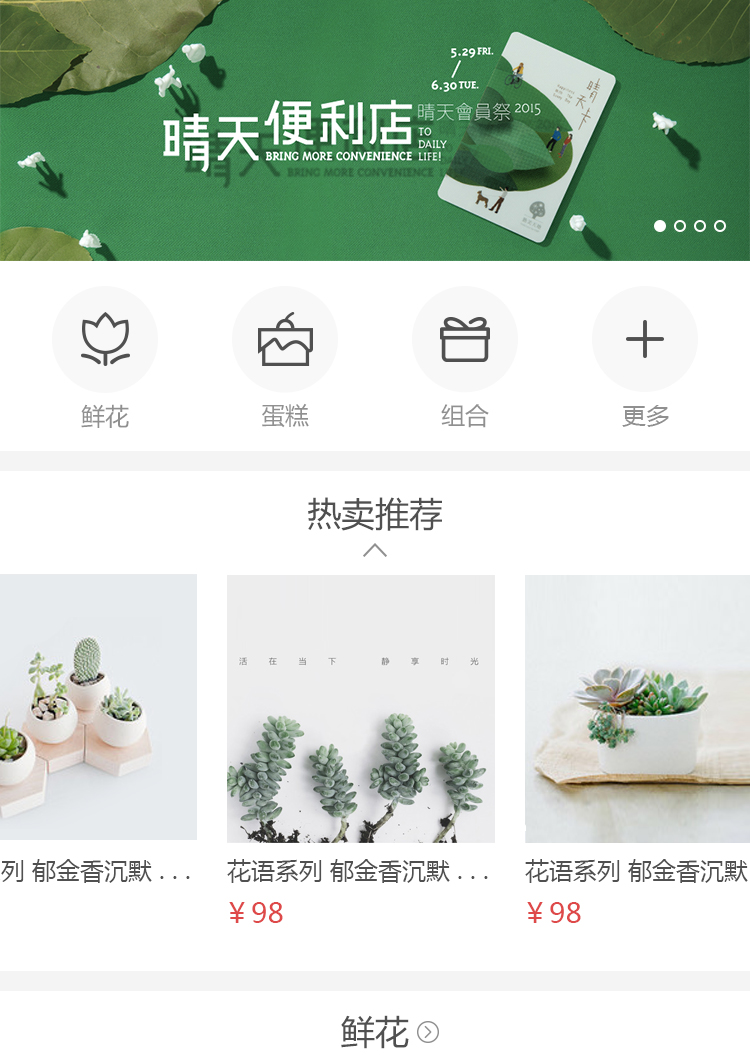 5.29 FRI.
/
6.30 TUE.
晴天便利店
BRING MORE CONVENIENCE
晴天會員祭 2015
TO
DAILY
LIFE!
晴天卡
鲜花
蛋糕
组合
更多
热卖推荐
活在当下 静享时光
列 郁金香沉默 . . .
花语系列 郁金香沉默 . . .
花语系列 郁金香沉默
¥ 98
¥ 98
鲜花